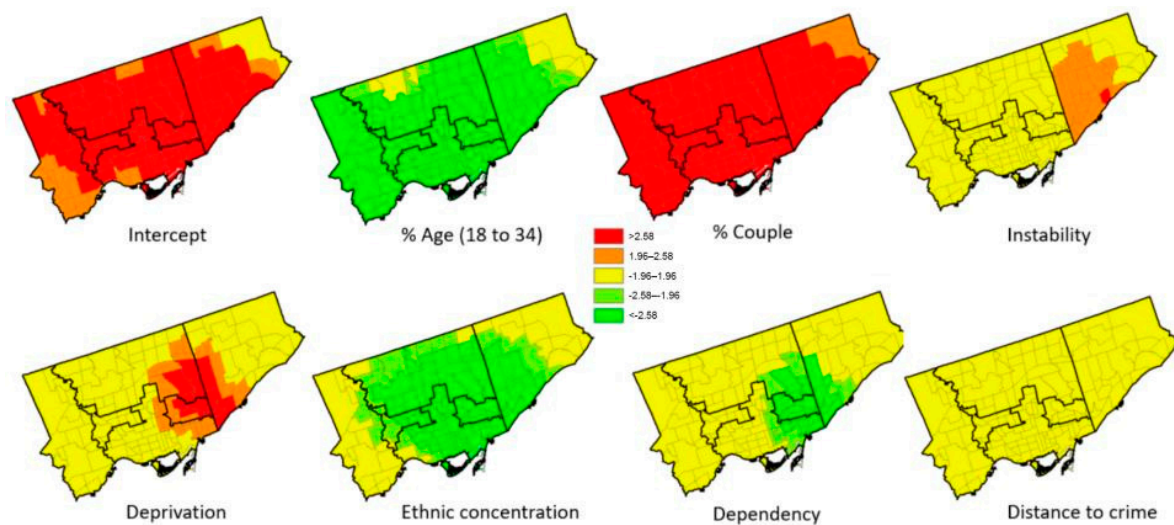 Intercept
% Age (18 to 34)
% Couple
Instability
>2.58
1.96–2.58
-1.96–1.96
-2.58–-1.96
<-2.58
Deprivation
Ethnic concentration
Dependency
Distance to crime